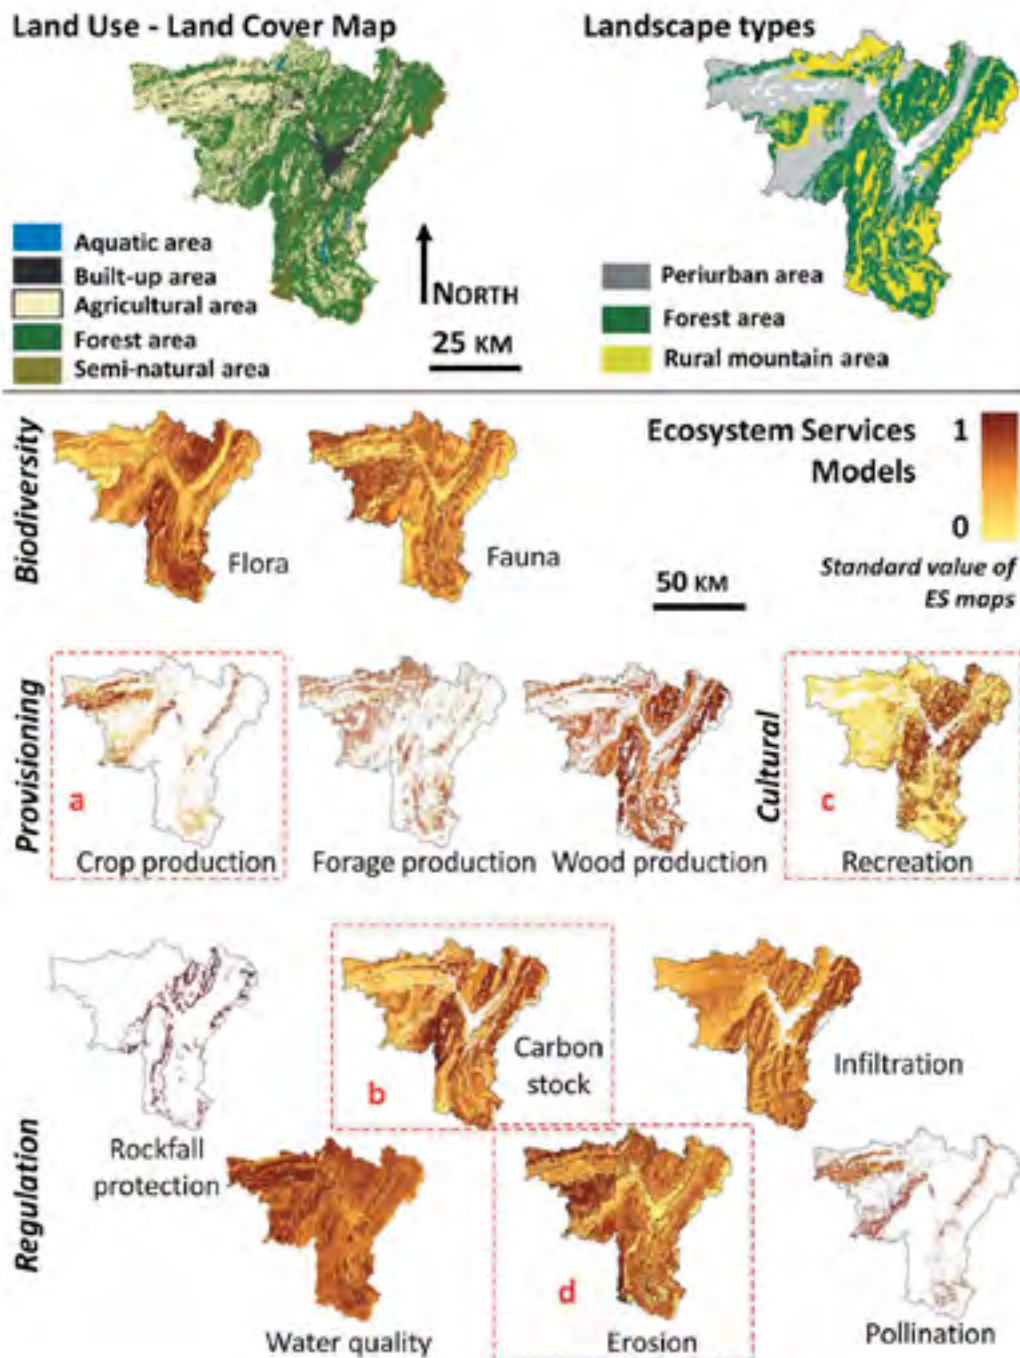 Land Use - Land Cover Map
Landscape types
Aquatic area
Built-up area
Agricultural area
Forest area
Semi-natural area
NORTH
25 KM
Periurban area
Forest area
Rural mountain area
Biodiversity
Flora
Fauna
Ecosystem Services
Models
1
0
Standard value of
ES maps
50 KM
Provisioning
a
Crop production
Forage production
Wood production
Cultural
c
Recreation
Regulation
Rockfall
protection
b
Carbon
stock
Infiltration
Water quality
d
Erosion
Pollination